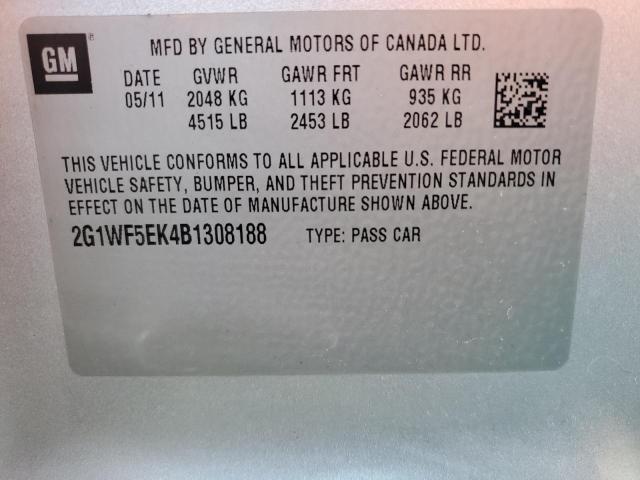 GM ®
MFD BY GENERAL MOTORS OF CANADA LTD.
DATE GVWR GAWR FRT GAWR RR
05/11 2048 KG 1113 KG 935 KG
4515 LB 2453 LB 2062 LB
THIS VEHICLE CONFORMS TO ALL APPLICABLE U.S. FEDERAL MOTOR
VEHICLE SAFETY, BUMPER, AND THEFT PREVENTION STANDARDS IN
EFFECT ON THE DATE OF MANUFACTURE SHOWN ABOVE.
2G1WF5EK4B1308188 TYPE: PASS CAR